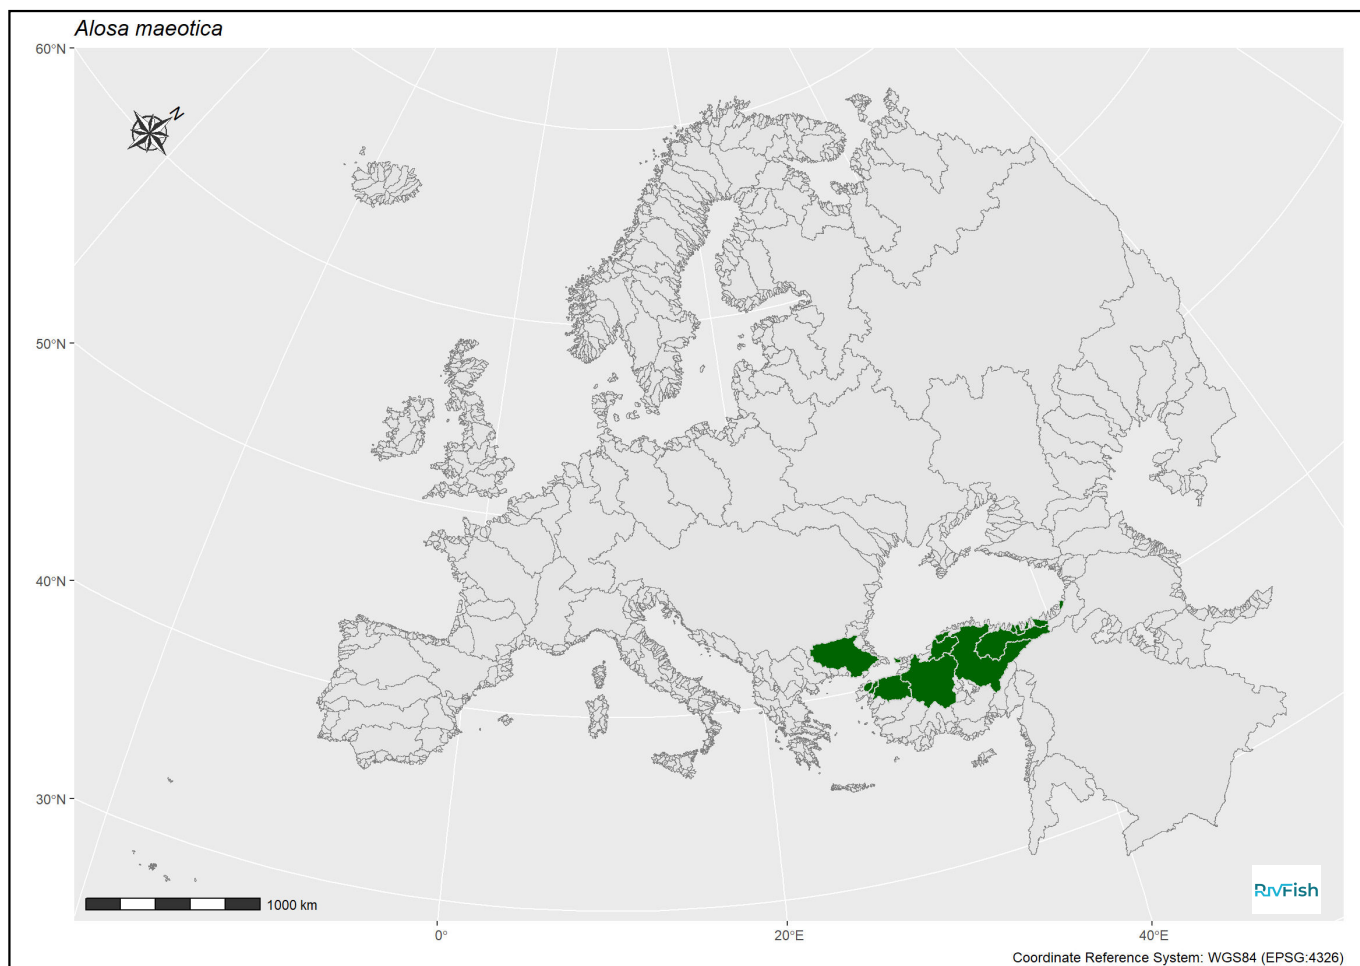 Alosa maeotica
60°N
N
50°N
40°N
30°N
1000 km
RIVFish
0°
20°E
40°E
Coordinate Reference System: WGS84 (EPSG:4326)